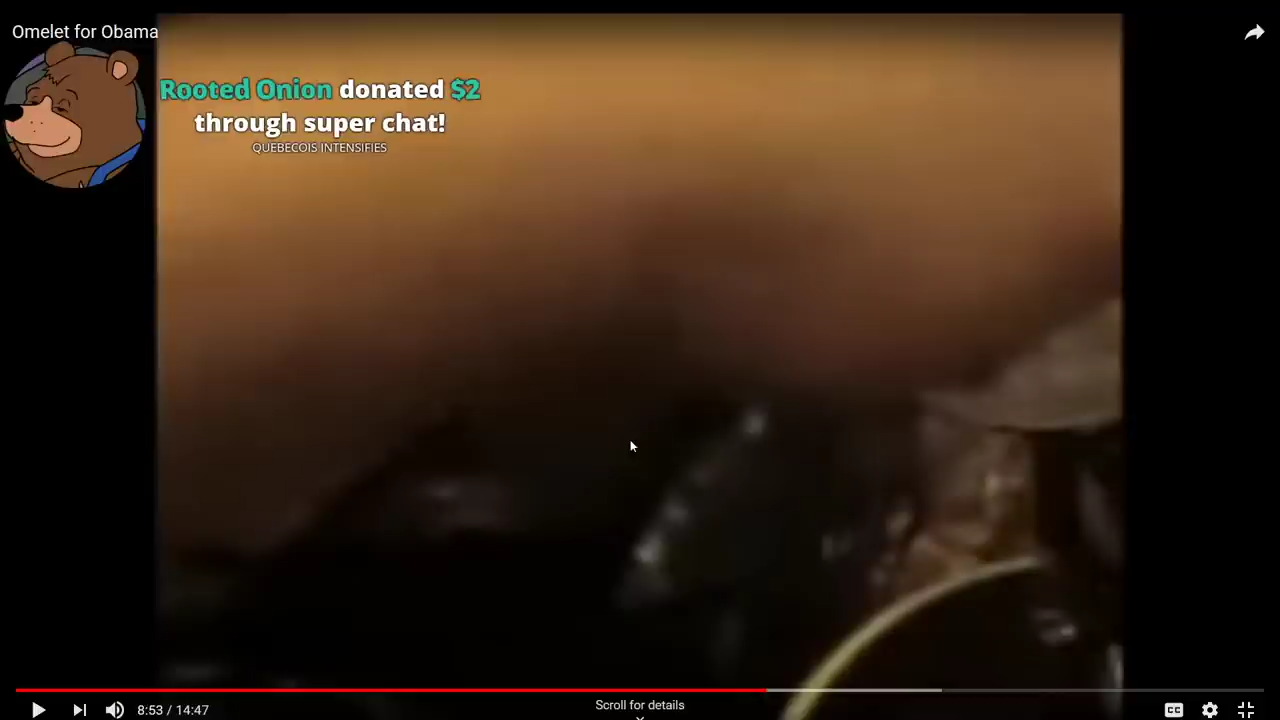 Omelet for Obama
Rooted Onion donated $2
through super chat!
QUEBECOIS INTENSIFIES
Scroll for details
8:53 / 14:47
CC